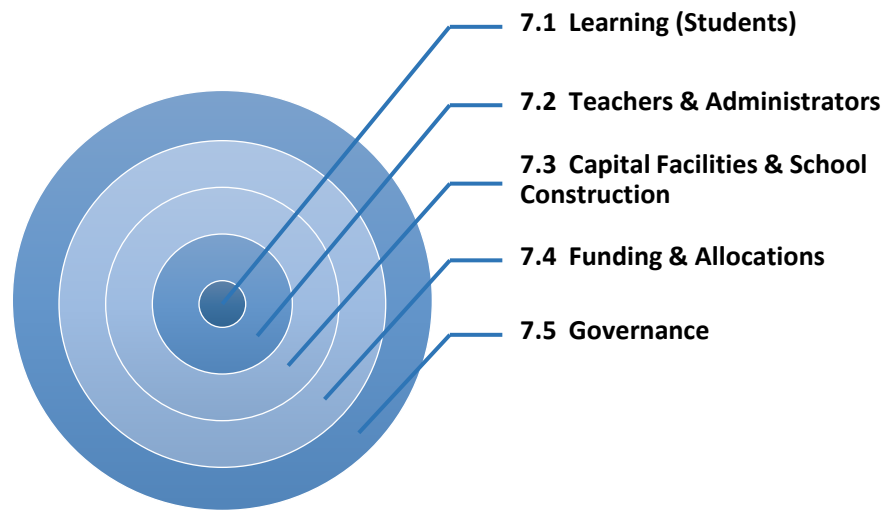 7.1 Learning (Students)
7.2 Teachers & Administrators
7.3 Capital Facilities & School
Construction
7.4 Funding & Allocations
7.5 Governance